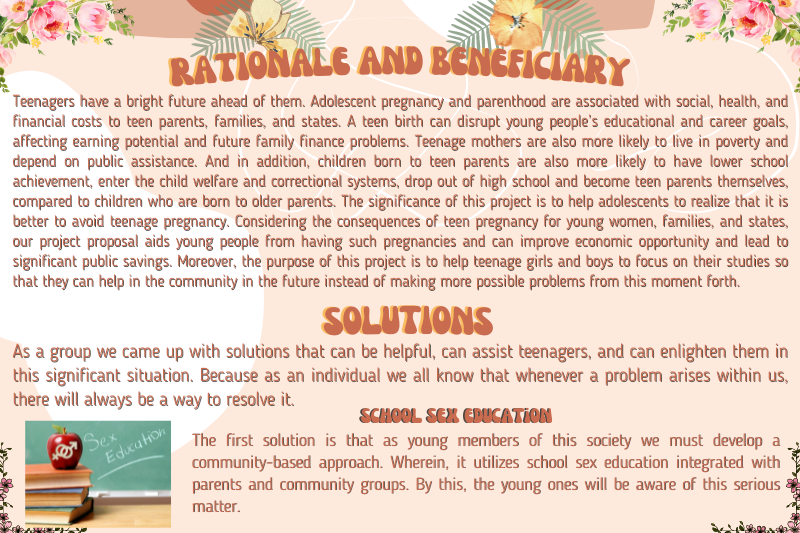 RATIONALE AND BENEFICIARY
Teenagers have a bright future ahead of them. Adolescent pregnancy and parenthood are associated with social, health, and
financial costs to teen parents, families, and states. A teen birth can disrupt young people's educational and career goals,
affecting earning potential and future family finance problems. Teenage mothers are also more likely to live in poverty and
depend on public assistance. And in addition, children born to teen parents are also more likely to have lower school
achievement, enter the child welfare and correctional systems, drop out of high school and become teen parents themselves,
compared to children who are born to older parents. The significance of this project is to help adolescents to realize that it is
better to avoid teenage pregnancy. Considering the consequences of teen pregnancy for young women, families, and states,
our project proposal aids young people from having such pregnancies and can improve economic opportunity and lead to
significant public savings. Moreover, the purpose of this project is to help teenage girls and boys to focus on their studies so
that they can help in the community in the future instead of making more possible problems from this moment forth.
SOLUTIONS
As a group we came up with solutions that can be helpful, can assist teenagers, and can enlighten them in
this significant situation. Because as an individual we all know that whenever a problem arises within us,
there will always be a way to resolve it.
SCHOOL SEX EDUCATION
Sex
Education
The first solution is that as young members of this society we must develop a
community-based approach. Wherein, it utilizes school sex education integrated with
parents and community groups. By this, the young ones will be aware of this serious
matter.